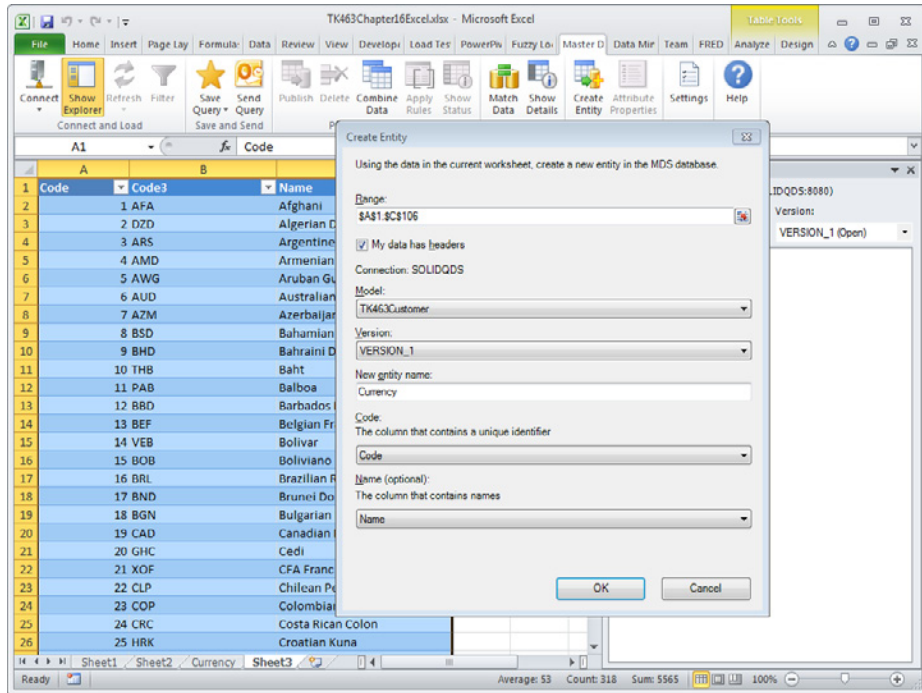 TK463Chapter16Excel.xlsx - Microsoft Excel
Table Tools
File Home Insert Page Lay Formulas Data Review View Develope Load Tes PowerPiv Fuzzy Lo Master D Data Mir Team FRED Analyze Design
Connect Show Explorer Refresh Filter Save Query Send Query Publish Delete Combine Data Apply Rules Show Status Match Data Show Details Create Entity Attribute Properties Settings Help
Connect and Load Save and Send P
A1 fx Code
A B
1 Code Code3 Name
2 1 AFA Afghani
3 2 DZD Algerian D
4 3 ARS Argentine
5 4 AMD Armenian
6 5 AWG Aruban Gu
7 6 AUD Australian
8 7 AZM Azerbaijan
9 8 BSD Bahamian
10 9 BHD Bahraini D
11 10 THB Baht
12 11 PAB Balboa
13 12 BBD Barbados
14 13 BEF Belgian Fr
15 14 VEB Bolivar
16 15 BOB Boliviano
17 16 BRL Brazilian R
18 17 BND Brunei Do
19 18 BGN Bulgarian
20 19 CAD Canadian
21 20 GHC Cedi
22 21 XOF CFA Franc
23 22 CLP Chilean Pe
24 23 COP Colombia
25 24 CRC Costa Rican Colon
26 25 HRK Croatian Kuna
Create Entity
Using the data in the current worksheet, create a new entity in the MDS database.
Range:
$A$1:$C$106
My data has headers
Connection: SOLIDQDS
Model:
TK463Customer
Version:
VERSION_1
New entity name:
Currency
Code:
The column that contains a unique identifier
Code
Name (optional):
The column that contains names
Name
OK Cancel
IDQDS:8080)
Version:
VERSION_1 (Open)
Sheet1 Sheet2 Currency Sheet3
Ready Average: 53 Count: 318 Sum: 5565 100%